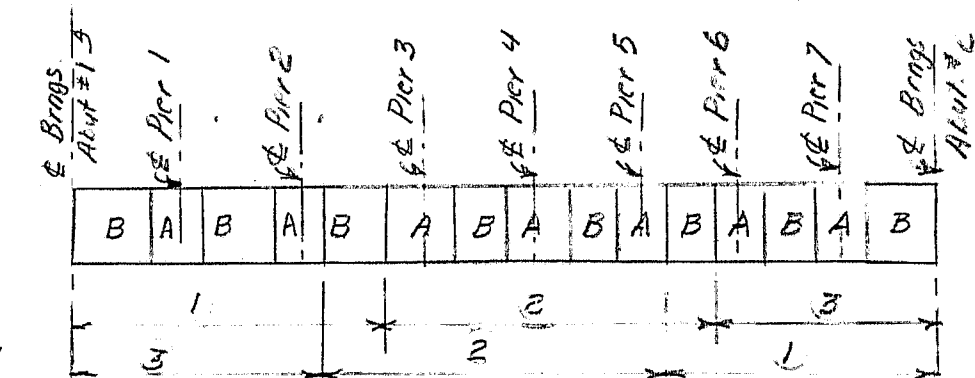 ℄ Brngs.
Abut #1
℄ Pier 1
℄ Pier 2
℄ Pier 3
℄ Pier 4
℄ Pier 5
℄ Pier 6
℄ Pier 7
℄ Brngs
Abut. #
B A B A B A B A B A B A B A B
1 2 3
3 2 1